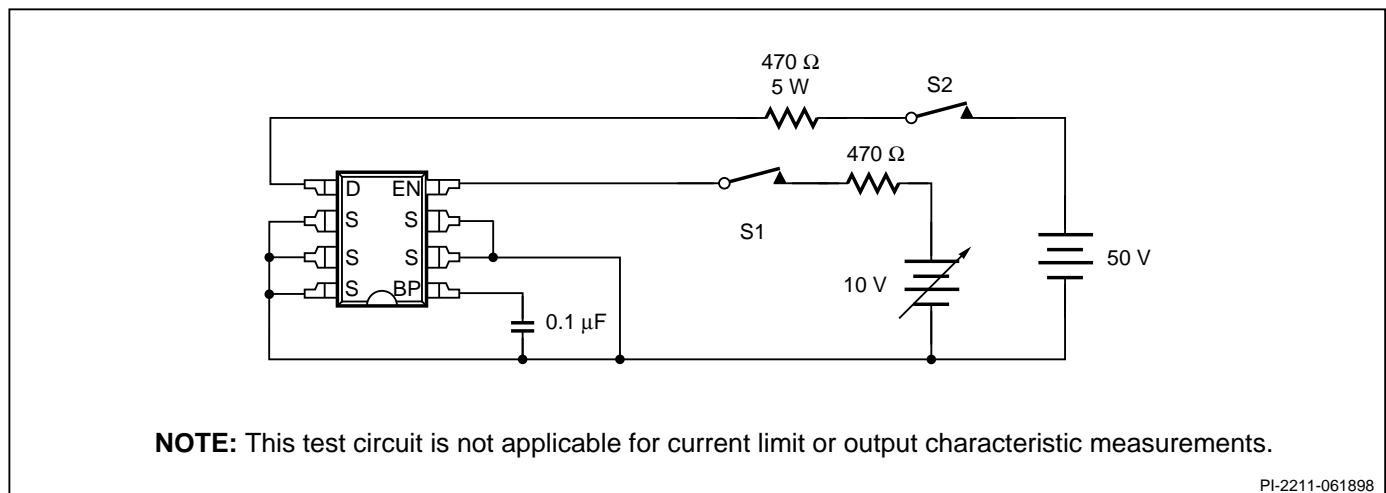 470 Ω
5 W
S2
470 Ω
S1
D EN
S S
S S
S BP
10 V
50 V
0.1 µF
NOTE: This test circuit is not applicable for current limit or output characteristic measurements.
PI-2211-061898